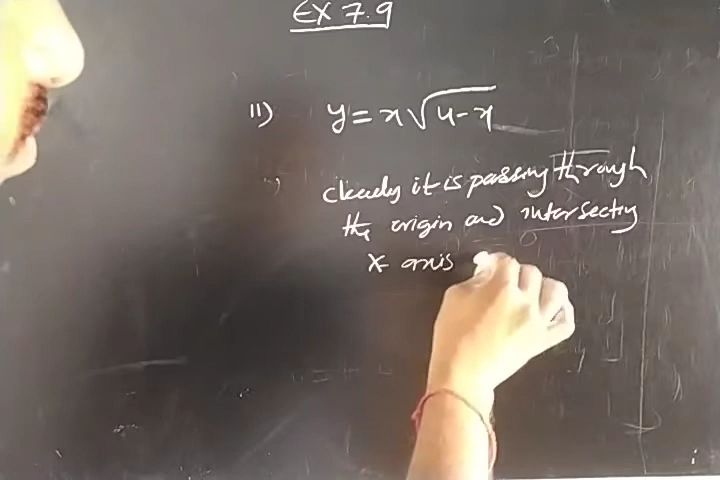 EX 7.9
11) y = x√4-x
clearly it is passing through
the origin and intersecting
x axis